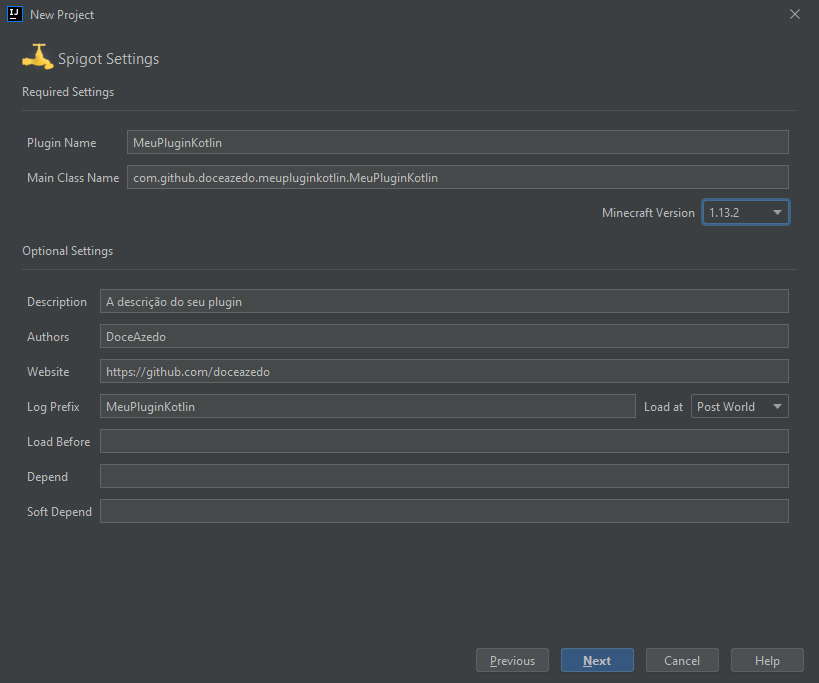 IJ New Project
Spigot Settings
Required Settings
Plugin Name MeuPluginKotlin
Main Class Name com.github.doceazedo.meupluginkotlin.MeuPluginKotlin
Minecraft Version 1.13.2
Optional Settings
Description A descrição do seu plugin
Authors DoceAzedo
Website https://github.com/doceazedo
Log Prefix MeuPluginKotlin Load at Post World
Load Before
Depend
Soft Depend
Previous Next Cancel Help